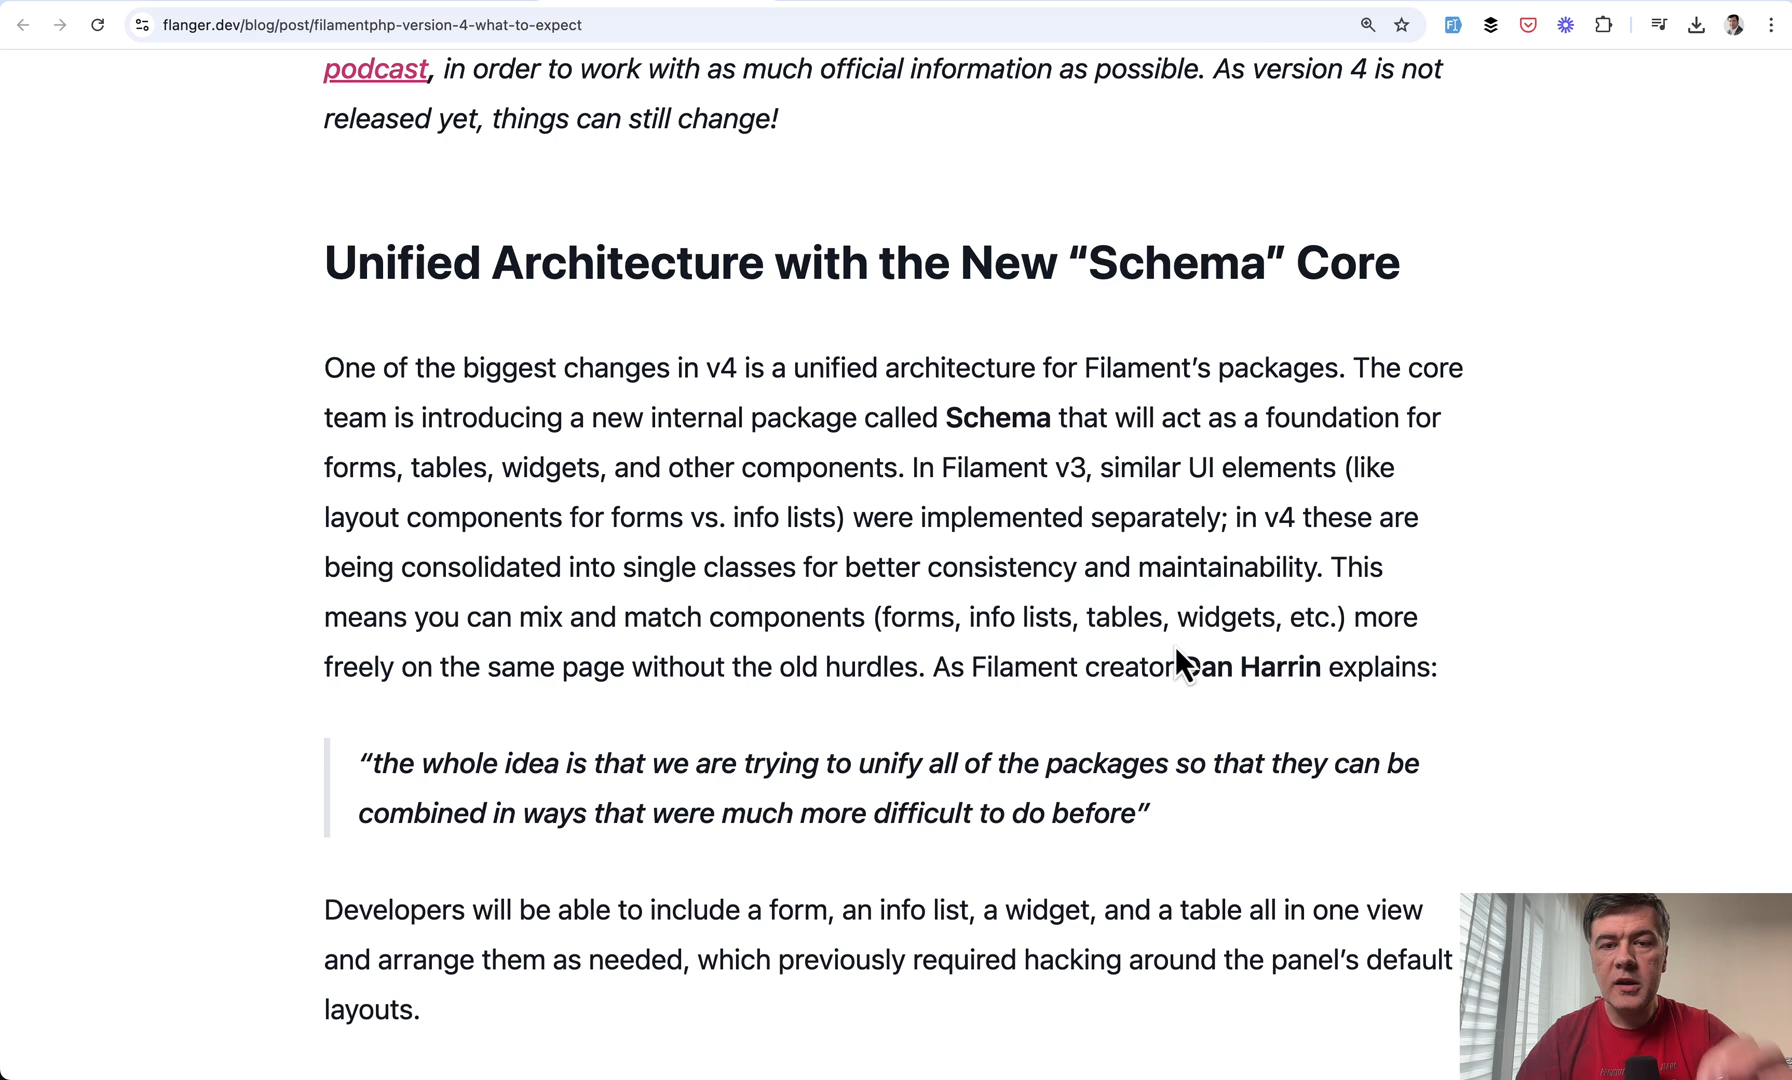 flanger.dev/blog/post/filamentphp-version-4-what-to-expect
podcast, in order to work with as much official information as possible. As version 4 is not
released yet, things can still change!
Unified Architecture with the New “Schema” Core
One of the biggest changes in v4 is a unified architecture for Filament’s packages. The core
team is introducing a new internal package called Schema that will act as a foundation for
forms, tables, widgets, and other components. In Filament v3, similar UI elements (like
layout components for forms vs. info lists) were implemented separately; in v4 these are
being consolidated into single classes for better consistency and maintainability. This
means you can mix and match components (forms, info lists, tables, widgets, etc.) more
freely on the same page without the old hurdles. As Filament creator Dan Harrin explains:
“the whole idea is that we are trying to unify all of the packages so that they can be
combined in ways that were much more difficult to do before”
Developers will be able to include a form, an info list, a widget, and a table all in one view
and arrange them as needed, which previously required hacking around the panel’s default
layouts.